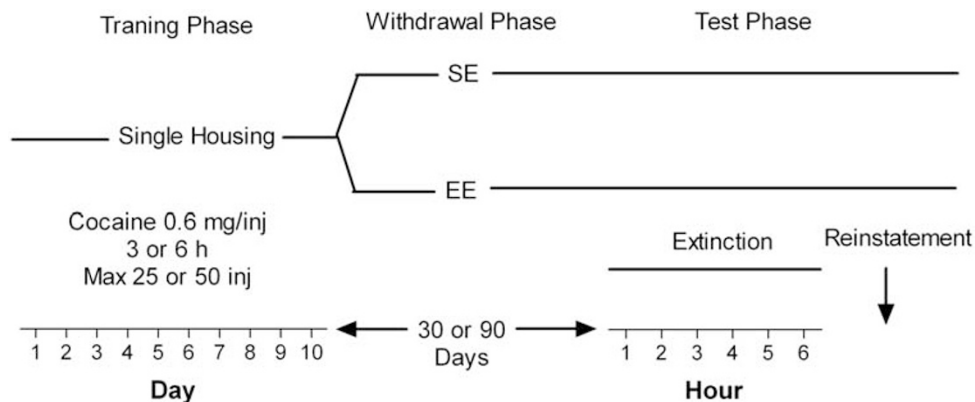 Traning Phase
Withdrawal Phase
Test Phase
SE
Single Housing
EE
Cocaine 0.6 mg/inj
3 or 6 h
Max 25 or 50 inj
Extinction
Reinstatement
30 or 90
Days
1 2 3 4 5 6 7 8 9 10
1 2 3 4 5 6
Day
Hour